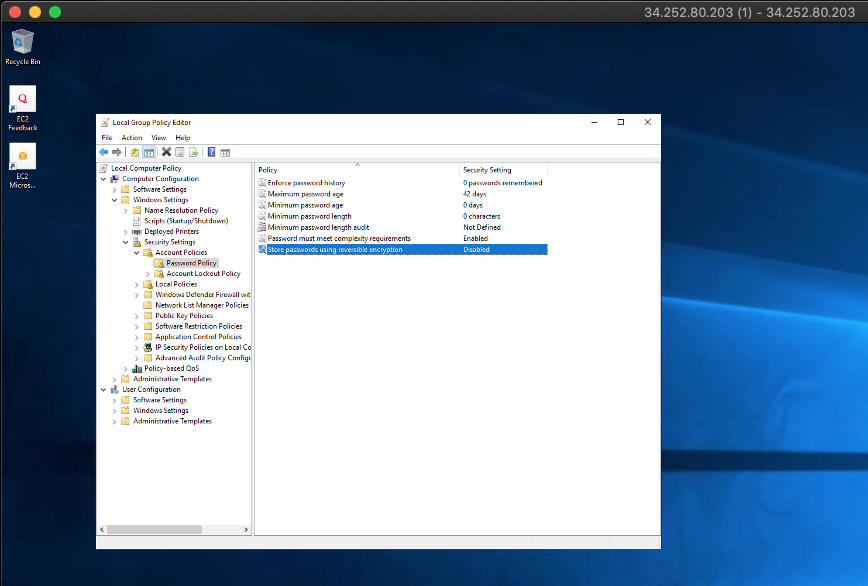 34.252.80.203 (1) - 34.252.80.203
Recycle Bin
EC2
Feedback
EC2
Micros...
Local Group Policy Editor
File Action View Help
Local Computer Policy
Computer Configuration
Software Settings
Windows Settings
Name Resolution Policy
Scripts (Startup/Shutdown)
Deployed Printers
Security Settings
Account Policies
Password Policy
Account Lockout Policy
Local Policies
Windows Defender Firewall wit
Network List Manager Policies
Public Key Policies
Software Restriction Policies
Application Control Policies
IP Security Policies on Local Co
Advanced Audit Policy Configu
Policy-based QoS
Administrative Templates
User Configuration
Software Settings
Windows Settings
Administrative Templates
Policy Security Setting
Enforce password history 0 passwords remembered
Maximum password age 42 days
Minimum password age 0 days
Minimum password length 0 characters
Minimum password length audit Not Defined
Password must meet complexity requirements Enabled
Store passwords using reversible encryption Disabled